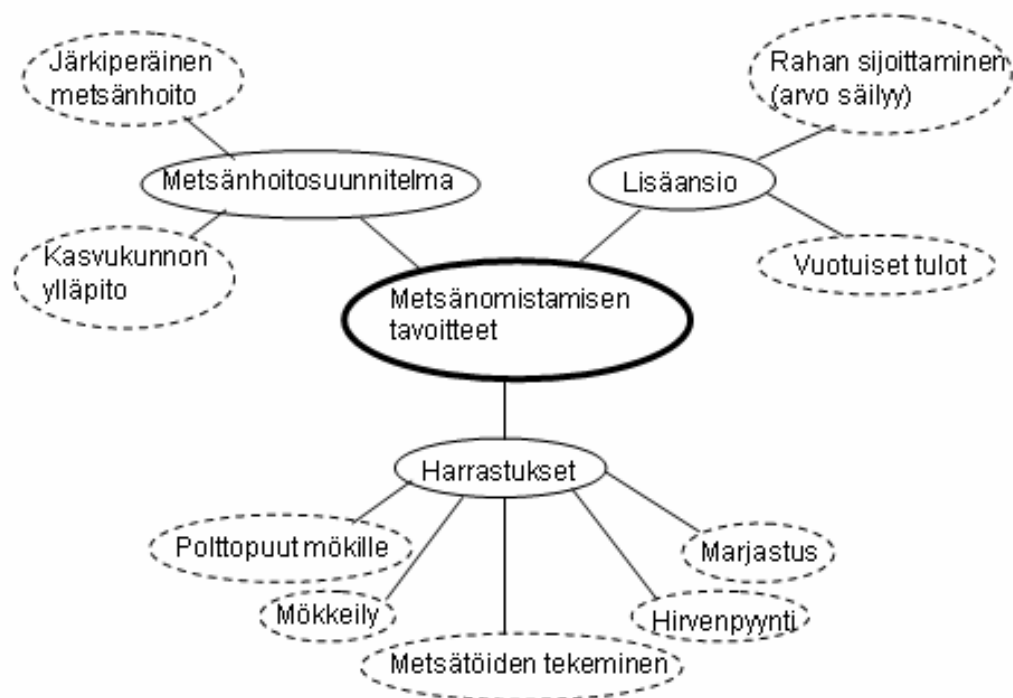 Järkiperäinen
metsänhoito
Rahan sijoittaminen
(arvo säilyy)
Metsänhoitosuunnitelma
Lisäansio
Kasvukunnon
ylläpito
Vuotuiset tulot
Metsänomistamisen
tavoitteet
Harrastukset
Polttopuut mökille
Marjastus
Mökkeily
Hirvenpyynti
Metsätöiden tekeminen